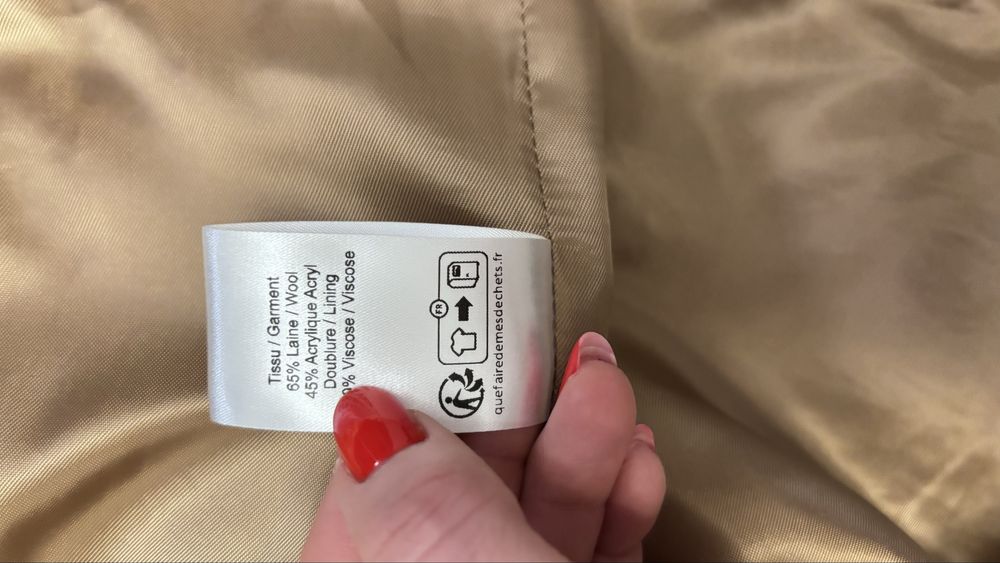 Tissu / Garment
65% Laine / Wool
45% Acrylique Acryl
Doublure / Lining
% Viscose / Viscose
FR
quefairedemesdechets.fr